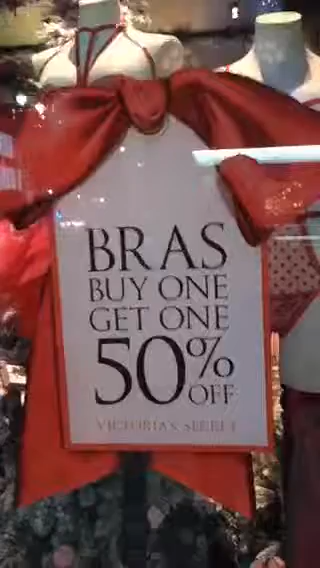 BRAS
BUY ONE
GET ONE
50%
OFF
VICTORIA'S SECRET